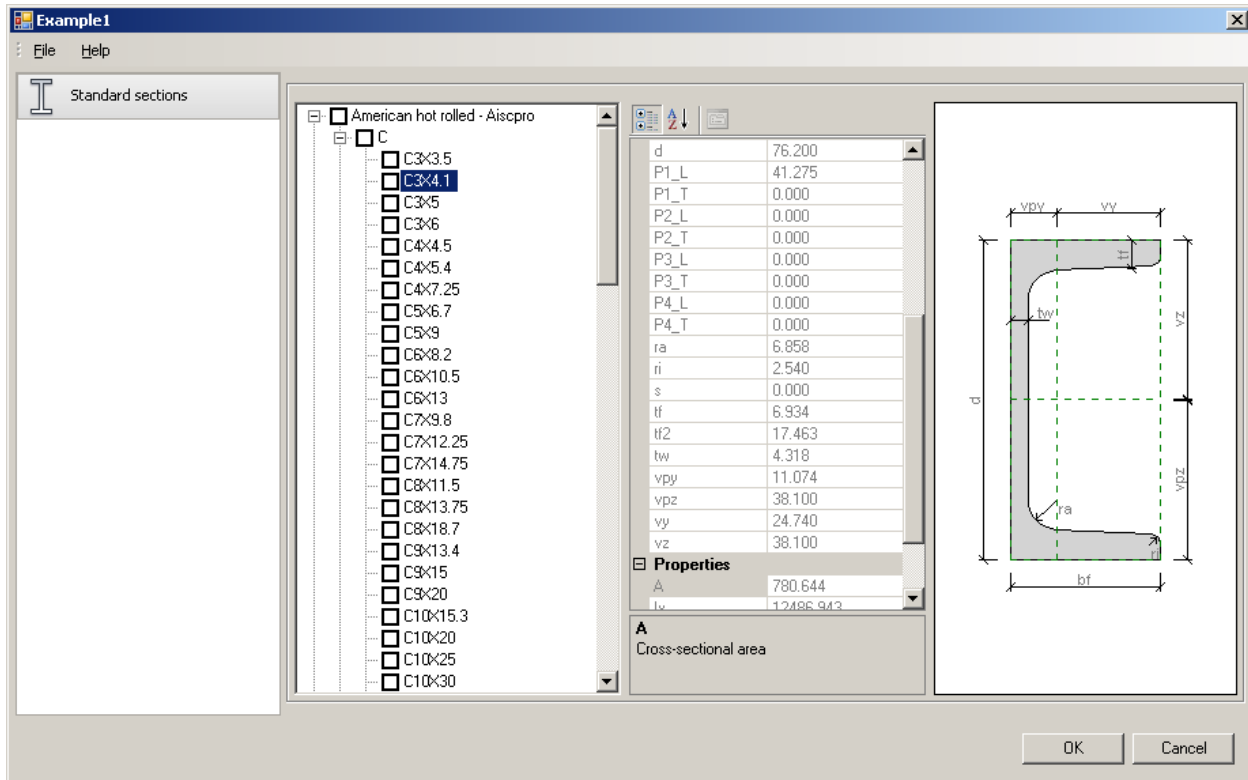 Example1
File Help
Standard sections
American hot rolled - Aiscpro
C
C3X3.5
C3X4.1
C3X5
C3X6
C4X4.5
C4X5.4
C4X7.25
C5X6.7
C5X9
C6X8.2
C6X10.5
C6X13
C7X9.8
C7X12.25
C7X14.75
C8X11.5
C8X13.75
C8X18.7
C9X13.4
C9X15
C9X20
C10X15.3
C10X20
C10X25
C10X30
d 76.200
P1_L 41.275
P1_T 0.000
P2_L 0.000
P2_T 0.000
P3_L 0.000
P3_T 0.000
P4_L 0.000
P4_T 0.000
ra 6.858
ri 2.540
s 0.000
tf 6.934
tf2 17.463
tw 4.318
vpy 11.074
vpz 38.100
vy 24.740
vz 38.100
Properties
A 780.644
12486.943
A
Cross-sectional area
vpy vy
tf
tw
vz
d
vpz
ra
ri
bf
OK Cancel